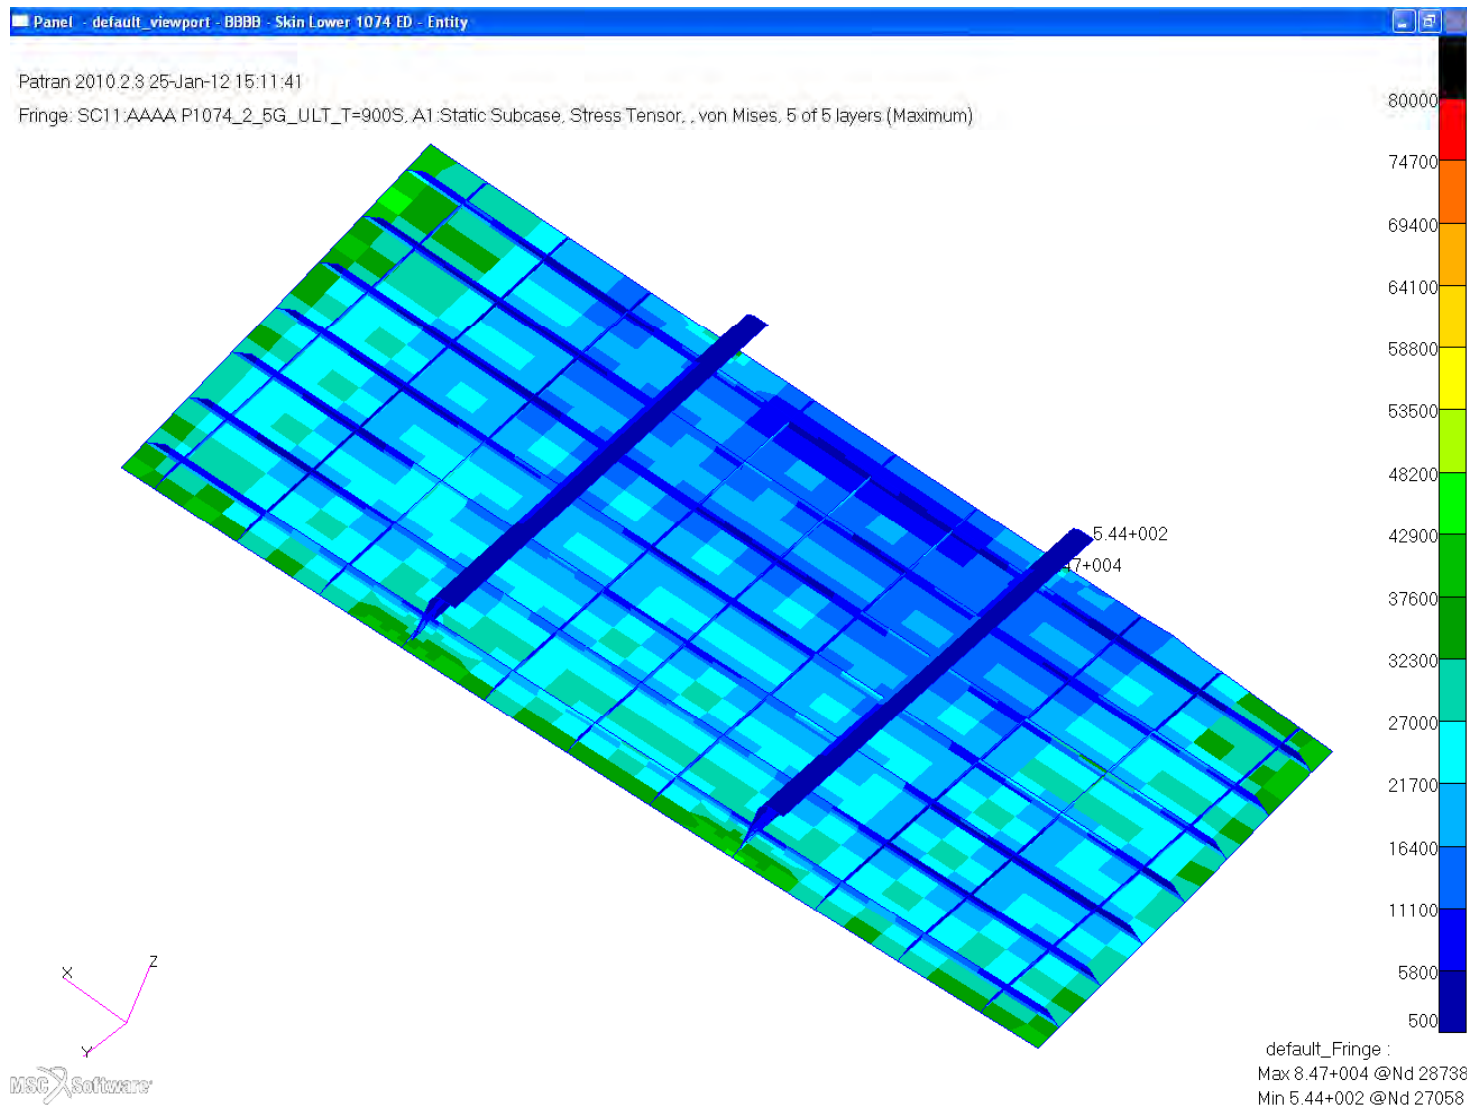 Panel - default_viewport - BBBB - Skin Lower 1074 ED - Entity
Patran 2010.2.3 25-Jan-12 15:11:41
Fringe: SC11:AAAA P1074_2_5G_ULT_T=900S, A1:Static Subcase, Stress Tensor, , von Mises, 5 of 5 layers (Maximum)
80000
74700
69400
64100
58800
53500
48200
42900
37600
32300
27000
21700
16400
11100
5800
500
5.44+002
47+004
X
Z
Y
MSC Software
default_Fringe :
Max 8.47+004 @Nd 28738
Min 5.44+002 @Nd 27058